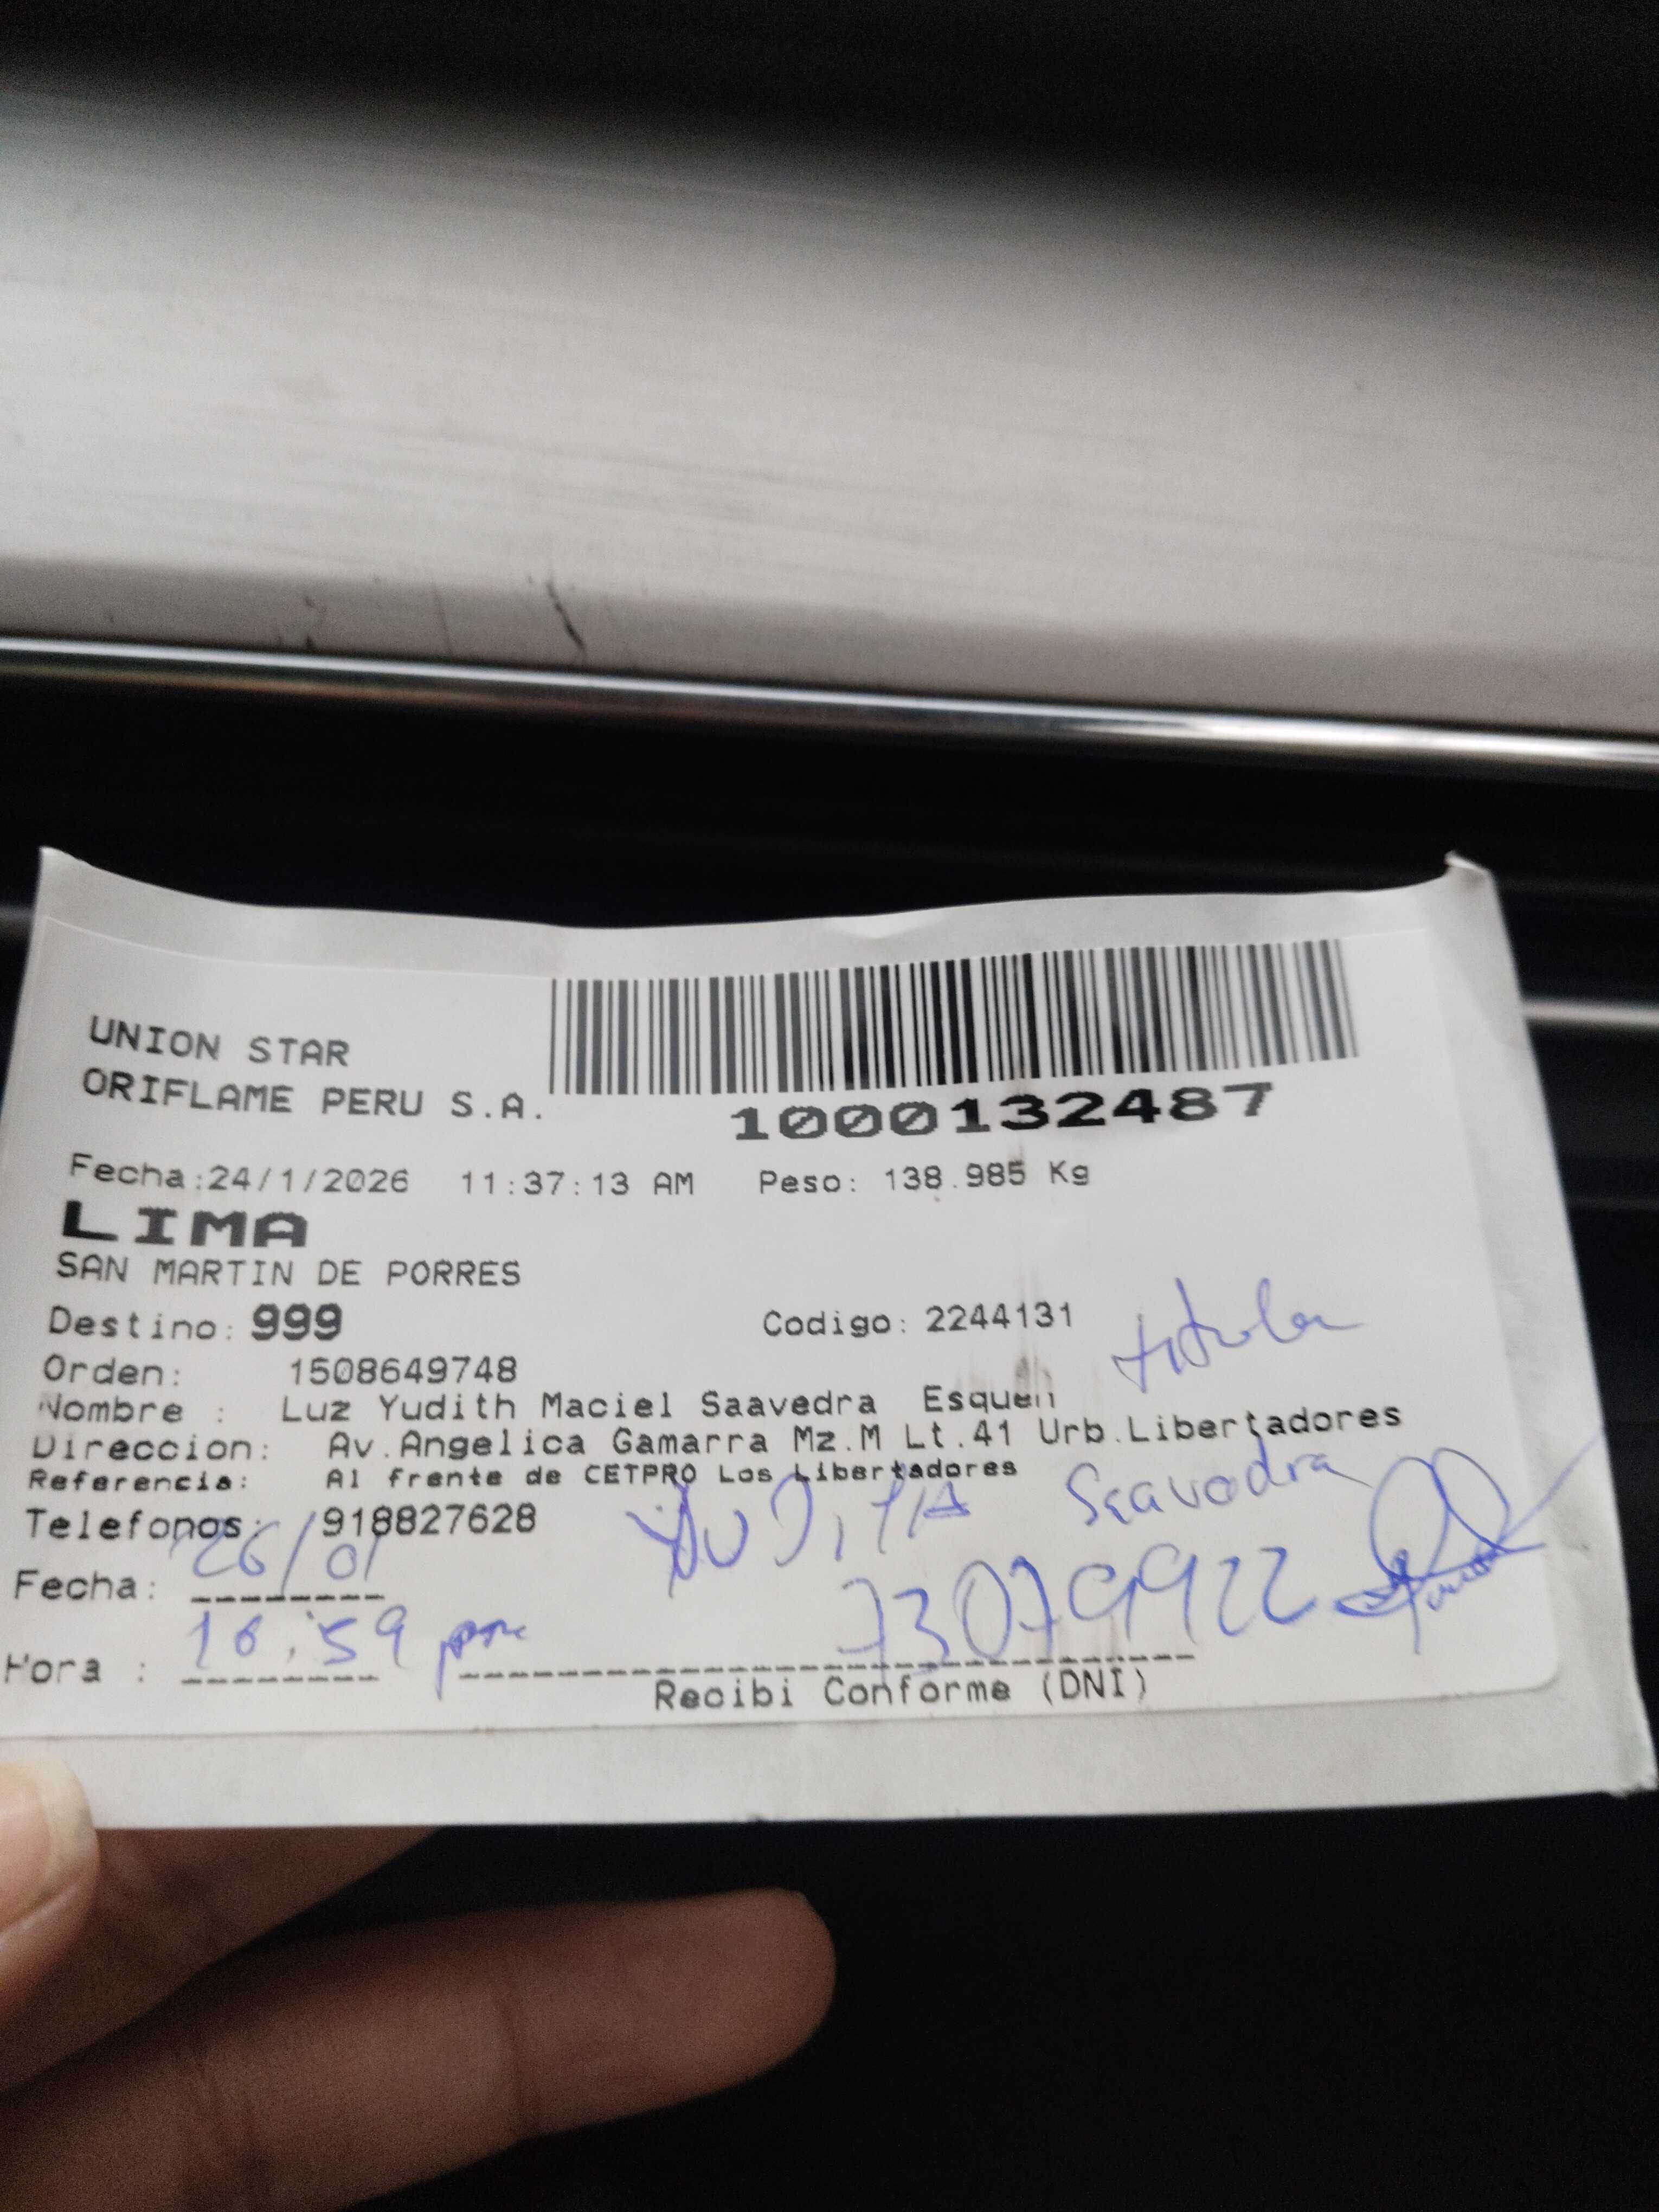 UNION STAR
ORIFLAME PERU S.A.
1000132487
Fecha:24/1/2026 11:37:13 AM Peso: 138.985 Kg
LIMA
SAN MARTIN DE PORRES
Destino: 999 Codigo: 2244131 titular
Orden: 1508649748
Nombre : Luz Yudith Maciel Saavedra Esquen
Direccion: Av.Angelica Gamarra Mz.M Lt.41 Urb.Libertadores
Referencia: Al frente de CETPRO Los Libertadores
Telefonos: 918827628 Saavedra
Fecha: 26/01 73079922
Hora : 16:59 pm
Recibi Conforme (DNI)